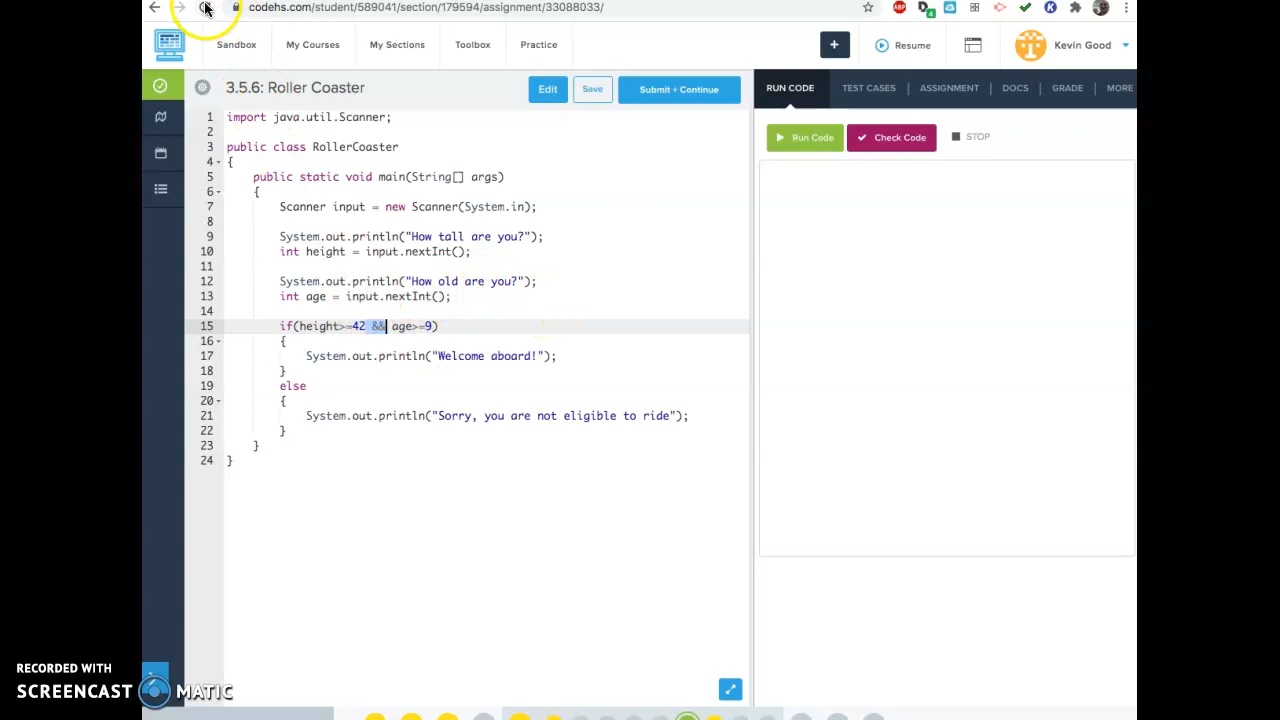 codehs.com/student/589041/section/179594/assignment/33088033/
ABP
4
K
Sandbox
My Courses
My Sections
Toolbox
Practice
+
Resume
Kevin Good
3.5.6: Roller Coaster
Edit
Save
Submit + Continue
RUN CODE
TEST CASES
ASSIGNMENT
DOCS
GRADE
MORE
Run Code
Check Code
STOP
1 import java.util.Scanner;
2
3 public class RollerCoaster
4 {
5 public static void main(String[] args)
6 {
7 Scanner input = new Scanner(System.in);
8
9 System.out.println("How tall are you?");
10 int height = input.nextInt();
11
12 System.out.println("How old are you?");
13 int age = input.nextInt();
14
15 if(height>=42 && age>=9)
16 {
17 System.out.println("Welcome aboard!");
18 }
19 else
20 {
21 System.out.println("Sorry, you are not eligible to ride");
22 }
23 }
24 }
RECORDED WITH
SCREENCAST MATIC